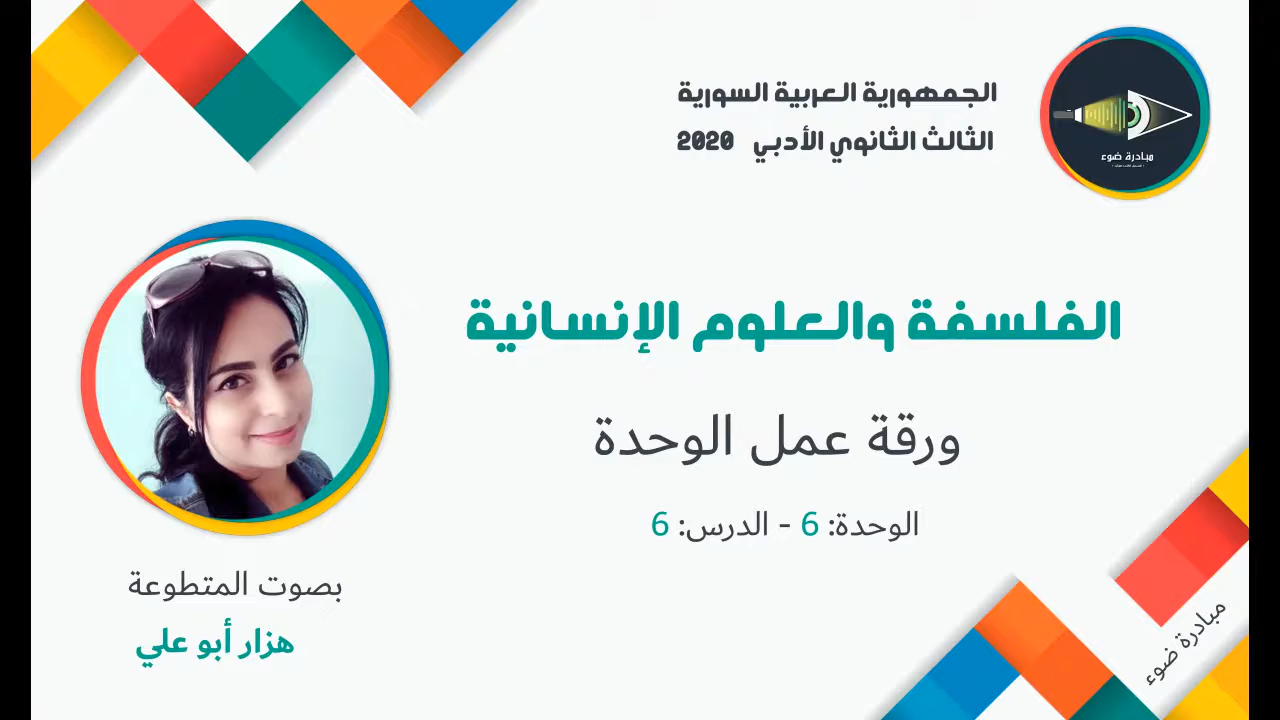 الجمهورية العربية السورية
الثالث الثانوي الأدبي 2020
مبادرة ضوء
الفلسفة والعلوم الإنسانية
ورقة عمل الوحدة
الوحدة: 6 - الدرس: 6
بصوت المتطوعة
هزار أبو علي
مبادرة ضوء